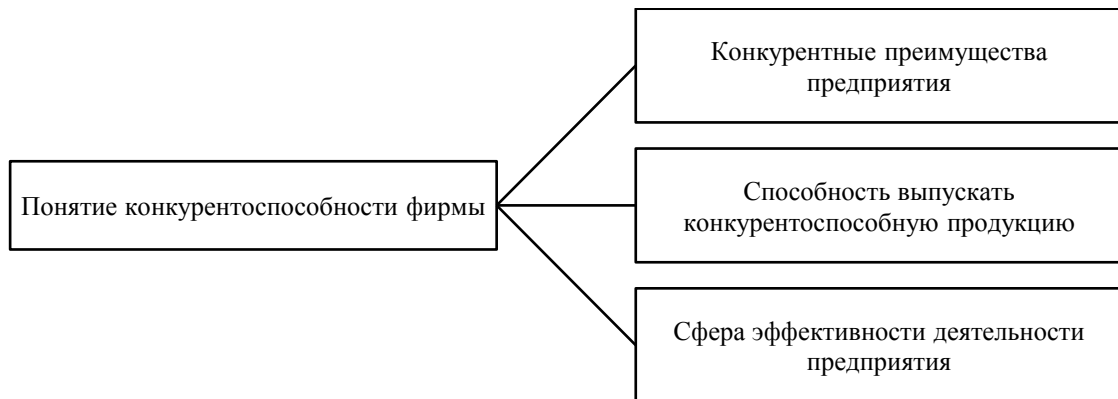 Конкурентные преимущества
предприятия
Понятие конкурентоспособности фирмы
Способность выпускать
конкурентоспособную продукцию
Сфера эффективности деятельности
предприятия